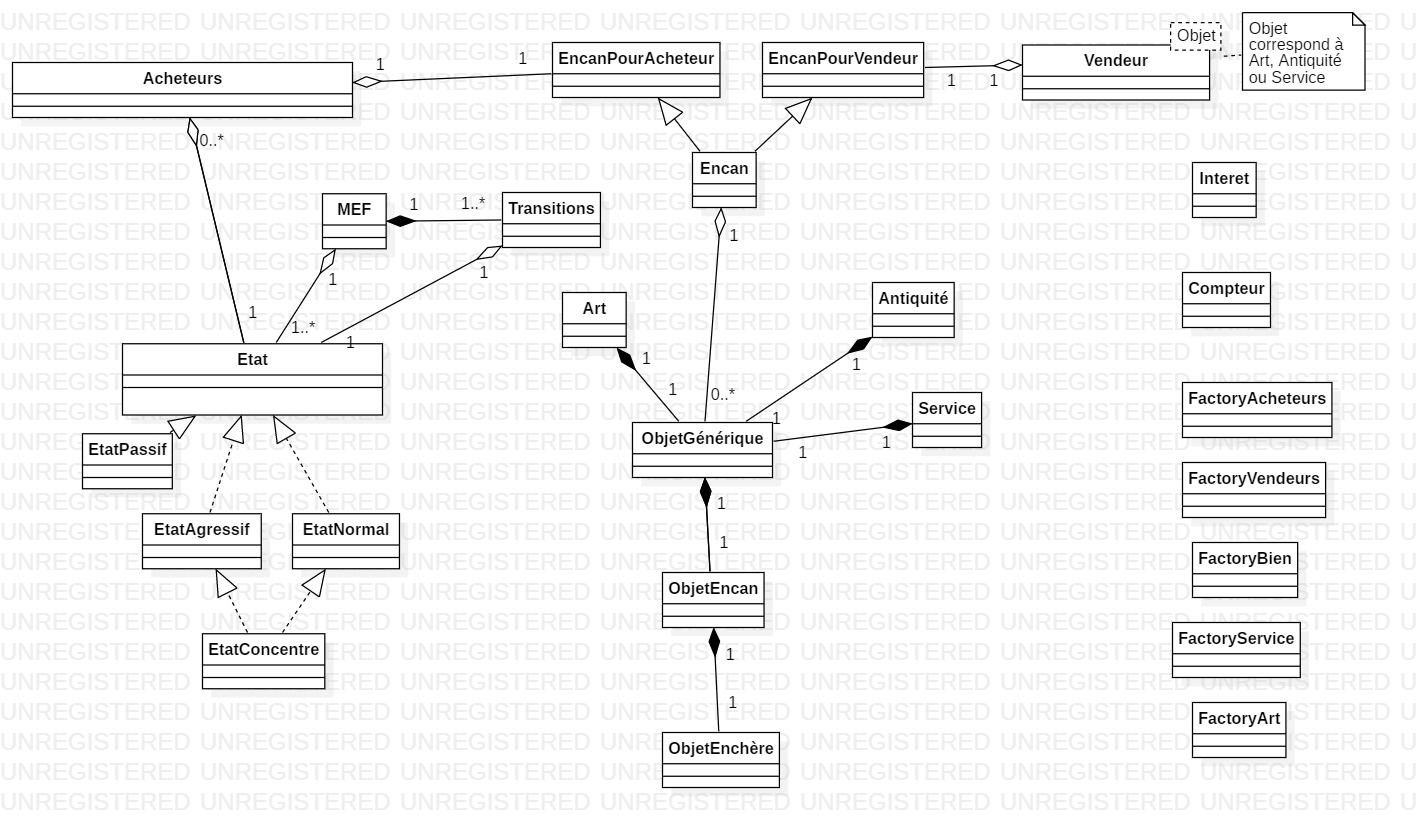 Acheteurs
1
1
EncanPourAcheteur
EncanPourVendeur
1
1
Vendeur
Objet
Objet
correspond à
Art, Antiquité
ou Service
0..*
1
Encan
1
0..*
MEF
1
1..*
Transitions
1
1..*
1
1
Etat
EtatPassif
EtatAgressif
EtatNormal
EtatConcentre
Art
1
1
Antiquité
1
1
Service
1
1
ObjetGénérique
1
1
ObjetEncan
1
1
ObjetEnchère
Interet
Compteur
FactoryAcheteurs
FactoryVendeurs
FactoryBien
FactoryService
FactoryArt
UNREGISTERED